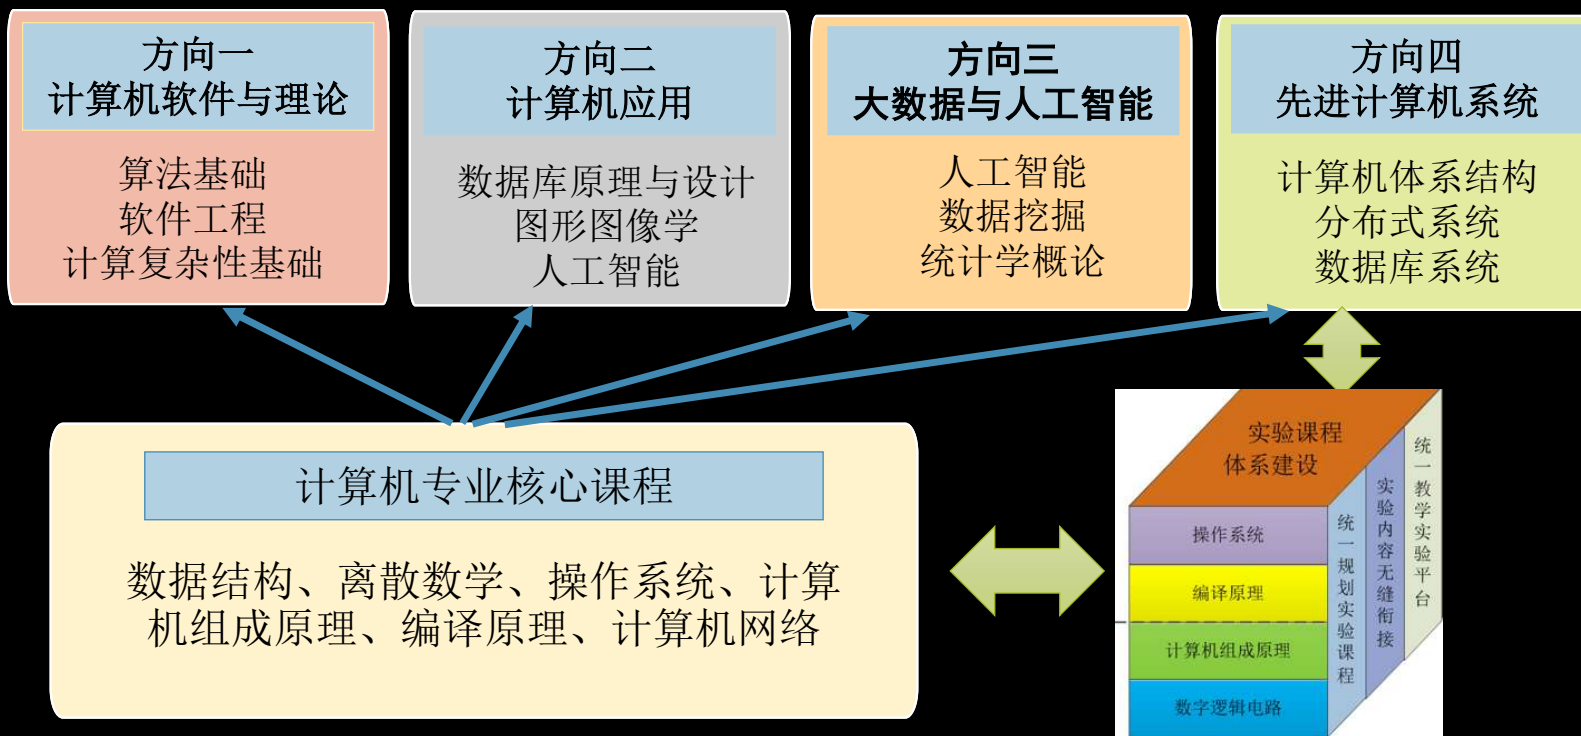 方向一
计算机软件与理论
算法基础
软件工程
计算复杂性基础
方向二
计算机应用
数据库原理与设计
图形图像学
人工智能
方向三
大数据与人工智能
人工智能
数据挖掘
统计学概论
方向四
先进计算机系统
计算机体系结构
分布式系统
数据库系统
计算机专业核心课程
数据结构、离散数学、操作系统、计算
机组成原理、编译原理、计算机网络
实验课程
体系建设
操作系统
编译原理
计算机组成原理
数字逻辑电路
统一规划实验课程
实验内容无缝衔接
统一教学实验平台